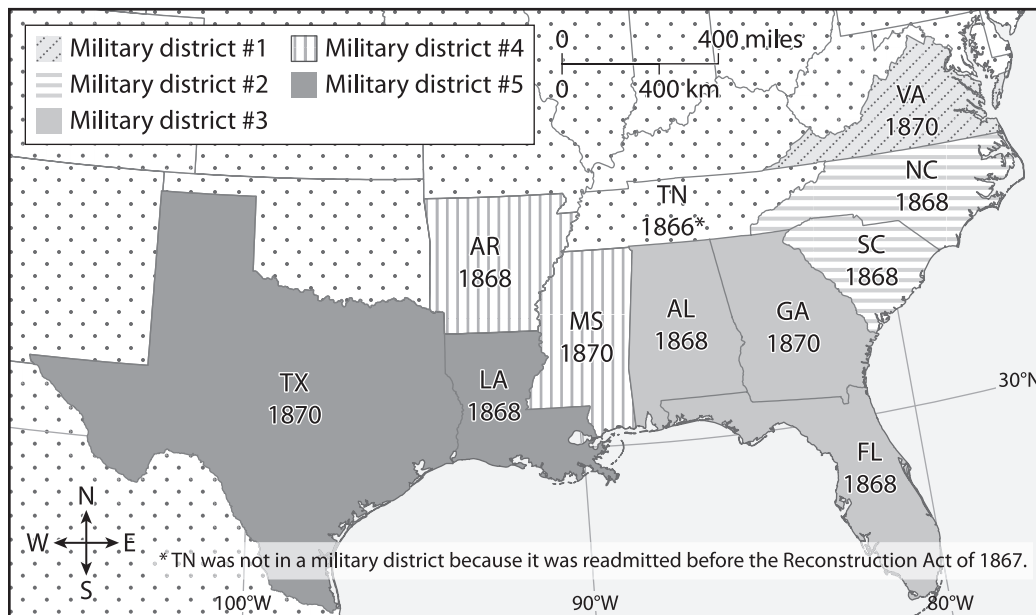 Military district #1
Military district #2
Military district #3
Military district #4
Military district #5
0 400 miles
0 400 km
VA
1870
NC
1868
TN
1866*
SC
1868
AR
1868
MS
1870
AL
1868
GA
1870
30°N
TX
1870
LA
1868
FL
1868
N
W E
S
* TN was not in a military district because it was readmitted before the Reconstruction Act of 1867.
100°W
90°W
80°W